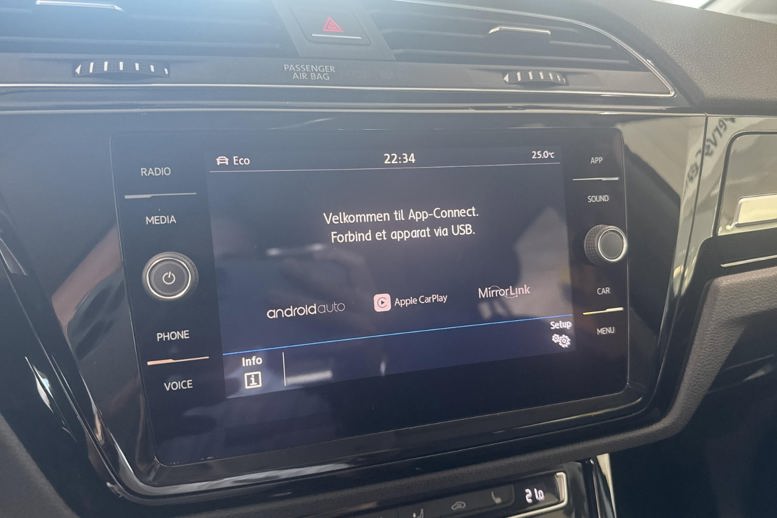 PASSENGER
AIR BAG
RADIO
MEDIA
PHONE
VOICE
Eco
22:34
25.0°C
Velkommen til App-Connect.
Forbind et apparat via USB.
androidauto
Apple CarPlay
MirrorLink
Info
i
Setup
APP
SOUND
CAR
MENU